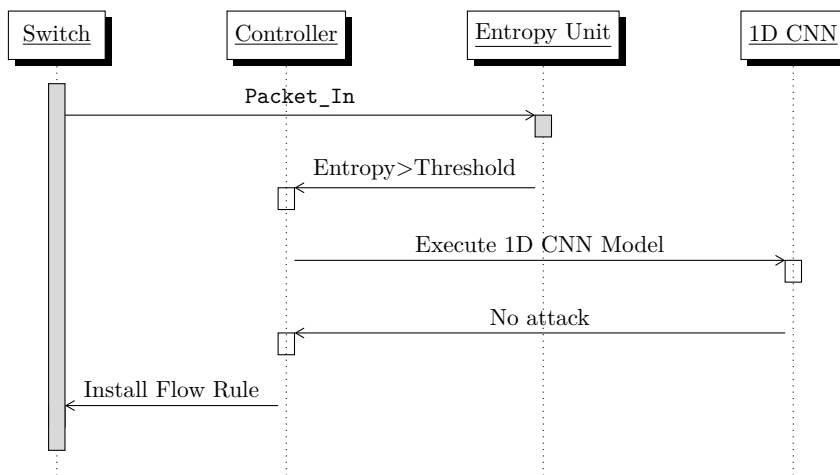 Switch
Controller
Entropy Unit
1D CNN
Packet_In
Entropy>Threshold
Execute 1D CNN Model
No attack
Install Flow Rule